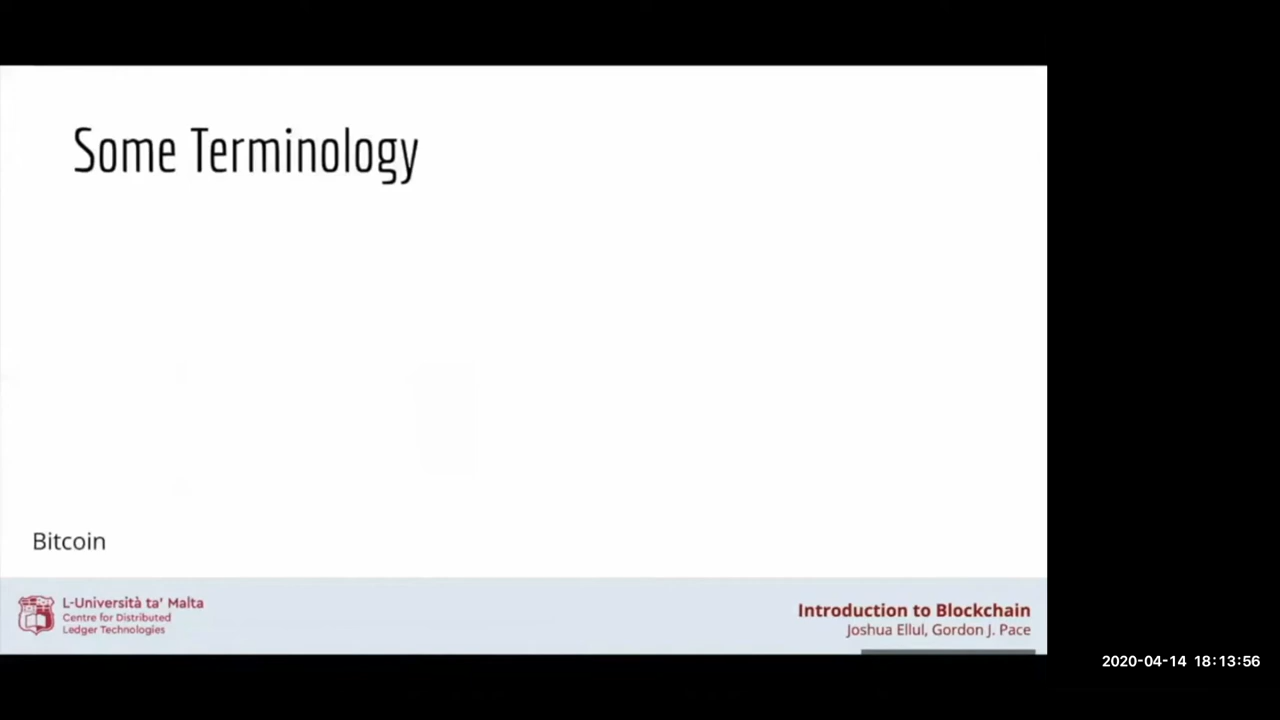 Some Terminology
Bitcoin
L-Università ta' Malta
Centre for Distributed
Ledger Technologies
Introduction to Blockchain
Joshua Ellul, Gordon J. Pace
2020-04-14 18:13:56